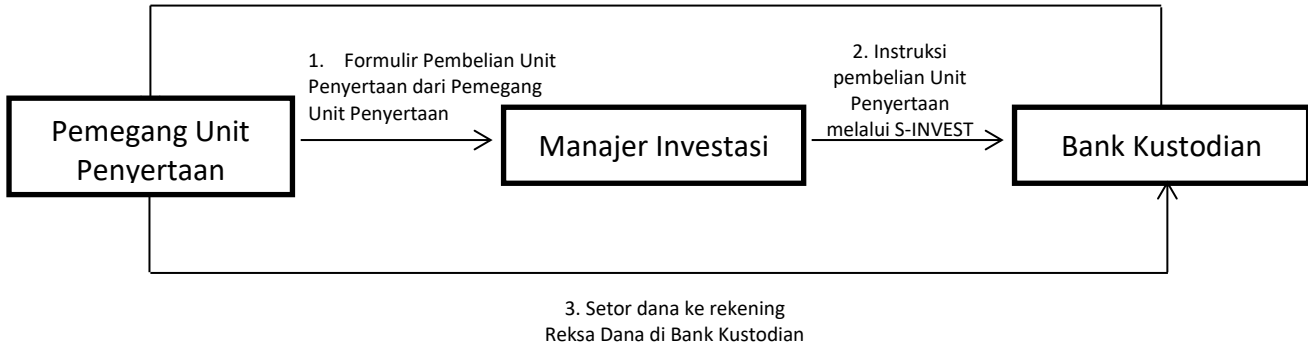 1. Formulir Pembelian Unit
Penyertaan dari Pemegang
Unit Penyertaan
2. Instruksi
pembelian Unit
Penyertaan
melalui S-INVEST
Pemegang Unit
Penyertaan
Manajer Investasi
Bank Kustodian
3. Setor dana ke rekening
Reksa Dana di Bank Kustodian